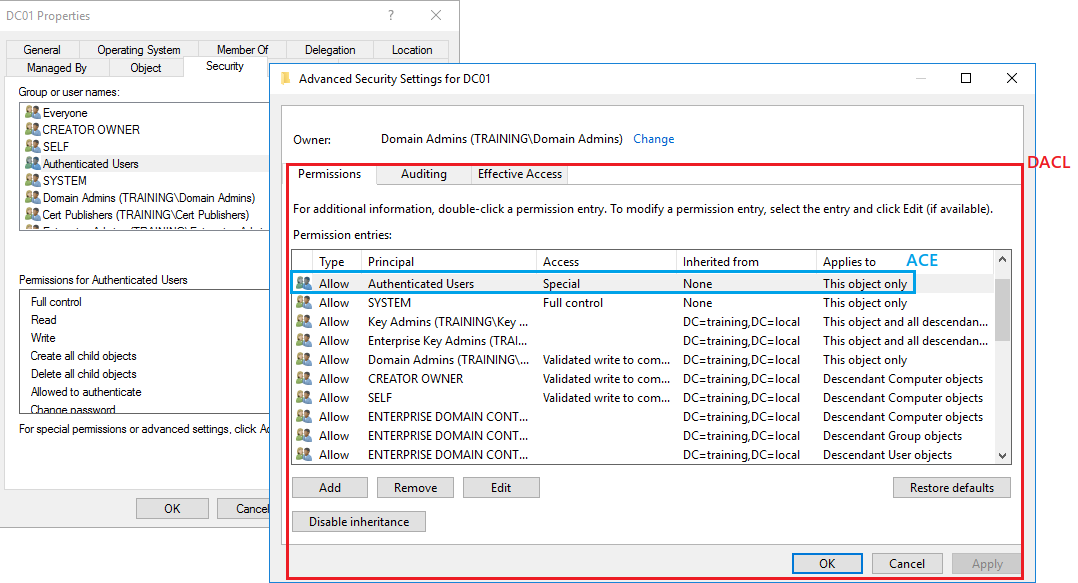 DC01 Properties
?
General Operating System Member Of Delegation Location
Managed By Object Security
Group or user names:
Everyone
CREATOR OWNER
SELF
Authenticated Users
SYSTEM
Domain Admins (TRAINING\Domain Admins)
Cert Publishers (TRAINING\Cert Publishers)
Permissions for Authenticated Users
Full control
Read
Write
Create all child objects
Delete all child objects
Allowed to authenticate
Change password
For special permissions or advanced settings, click
OK Cancel
Advanced Security Settings for DC01
Owner: Domain Admins (TRAINING\Domain Admins) Change
DACL
Permissions Auditing Effective Access
For additional information, double-click a permission entry. To modify a permission entry, select the entry and click Edit (if available).
Permission entries:
ACE
Type Principal Access Inherited from Applies to
Allow Authenticated Users Special None This object only
Allow SYSTEM Full control None This object only
Allow Key Admins (TRAINING\Key ... DC=training,DC=local This object and all descendan...
Allow Enterprise Key Admins (TRAI... DC=training,DC=local This object and all descendan...
Allow Domain Admins (TRAINING\... Validated write to com... DC=training,DC=local This object only
Allow CREATOR OWNER Validated write to com... DC=training,DC=local Descendant Computer objects
Allow SELF Validated write to com... DC=training,DC=local Descendant Computer objects
Allow ENTERPRISE DOMAIN CONT... DC=training,DC=local Descendant Computer objects
Allow ENTERPRISE DOMAIN CONT... DC=training,DC=local Descendant Group objects
Allow ENTERPRISE DOMAIN CONT... DC=training,DC=local Descendant User objects
Add Remove Edit Restore defaults
Disable inheritance
OK Cancel Apply